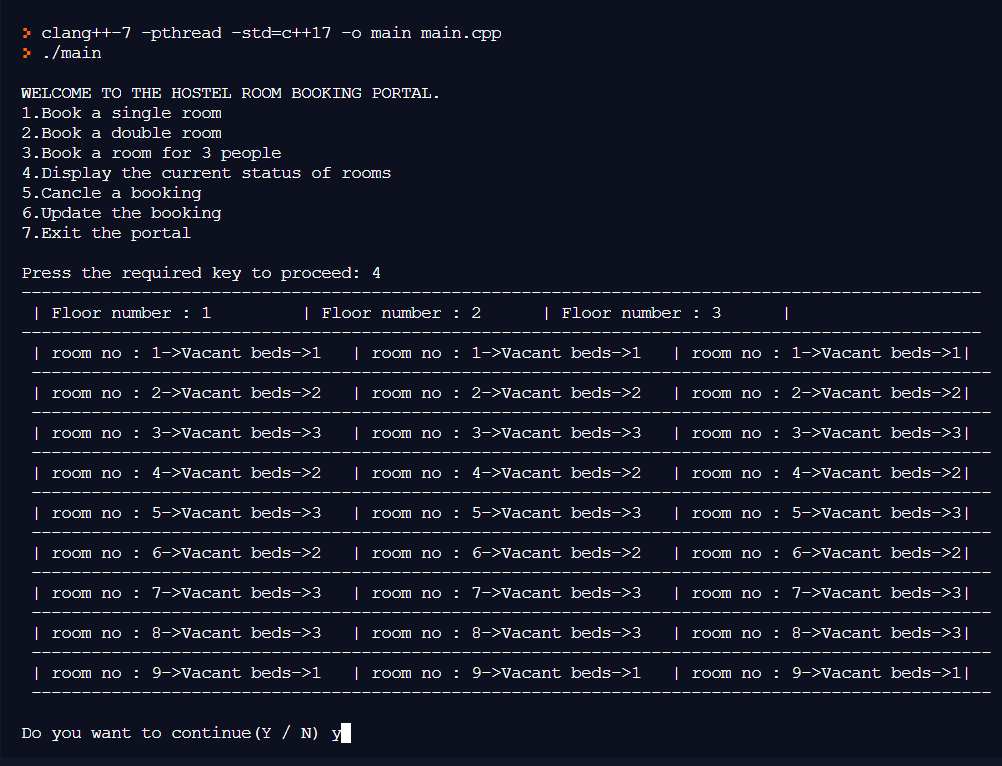 > clang++-7 -pthread -std=c++17 -o main main.cpp
> ./main
WELCOME TO THE HOSTEL ROOM BOOKING PORTAL.
1.Book a single room
2.Book a double room
3.Book a room for 3 people
4.Display the current status of rooms
5.Cancle a booking
6.Update the booking
7.Exit the portal
Press the required key to proceed: 4
| Floor number : 1 | Floor number : 2 | Floor number : 3 |
| room no : 1->Vacant beds->1 | room no : 1->Vacant beds->1 | room no : 1->Vacant beds->1|
| room no : 2->Vacant beds->2 | room no : 2->Vacant beds->2 | room no : 2->Vacant beds->2|
| room no : 3->Vacant beds->3 | room no : 3->Vacant beds->3 | room no : 3->Vacant beds->3|
| room no : 4->Vacant beds->2 | room no : 4->Vacant beds->2 | room no : 4->Vacant beds->2|
| room no : 5->Vacant beds->3 | room no : 5->Vacant beds->3 | room no : 5->Vacant beds->3|
| room no : 6->Vacant beds->2 | room no : 6->Vacant beds->2 | room no : 6->Vacant beds->2|
| room no : 7->Vacant beds->3 | room no : 7->Vacant beds->3 | room no : 7->Vacant beds->3|
| room no : 8->Vacant beds->3 | room no : 8->Vacant beds->3 | room no : 8->Vacant beds->3|
| room no : 9->Vacant beds->1 | room no : 9->Vacant beds->1 | room no : 9->Vacant beds->1|
Do you want to continue(Y / N) y